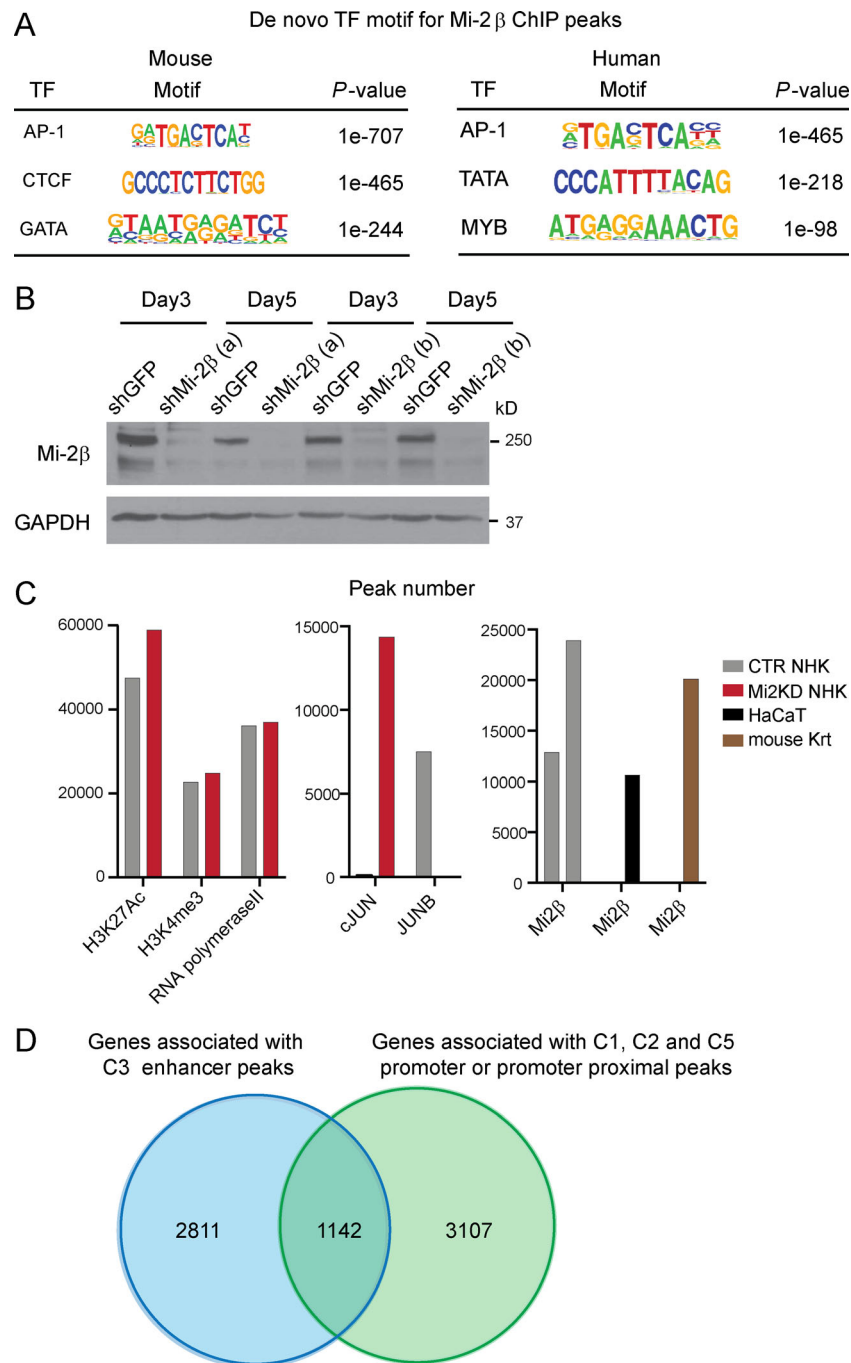 A
De novo TF motif for Mi-2β ChIP peaks
Mouse
TF Motif P-value
AP-1 GATGACTCAT 1e-707
CTCF GCCCTCTTCTGG 1e-465
GATA GTAATGAGATCT 1e-244
Human
TF Motif P-value
AP-1 1e-465
TATA CCCATTTTACAG 1e-218
MYB ATGAGGAAACTG 1e-98
B
Day3 Day5 Day3 Day5
shGFP shMi-2β (a) shGFP shMi-2β (a) shGFP shMi-2β (b) shGFP shMi-2β (b)
kD
Mi-2β 250
GAPDH 37
C
Peak number
60000
40000
20000
0
H3K27Ac H3K4me3 RNA polymeraseII
15000
10000
5000
0
cJUN JUNB
25000
20000
15000
10000
5000
0
Mi2β Mi2β Mi2β
CTR NHK
Mi2KD NHK
HaCaT
mouse Krt
D
Genes associated with
C3 enhancer peaks
Genes associated with C1, C2 and C5
promoter or promoter proximal peaks
2811 1142 3107